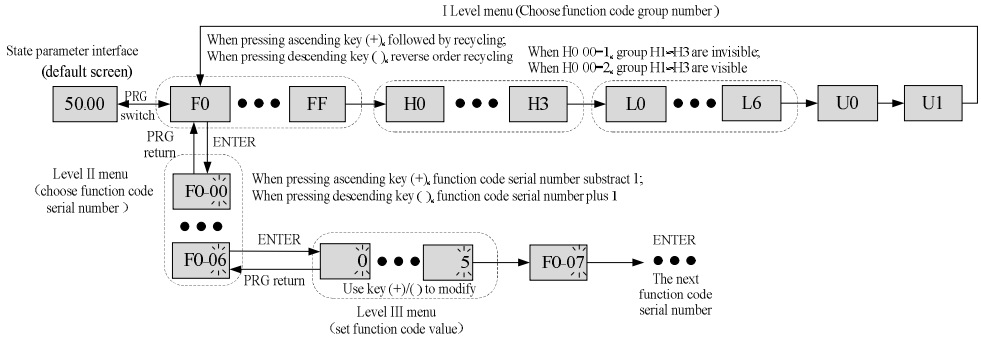 I Level menu (Choose function code group number)
State parameter interface
(default screen)
When pressing ascending key (+), followed by recycling;
When pressing descending key ( ), reverse order recycling
When H0 00=1, group H1~H3 are invisible;
When H0 00=2, group H1~H3 are visible
50.00
PRG
switch
F0
FF
H0
H3
L0
L6
U0
U1
PRG
return
ENTER
Level II menu
(choose function code
serial number )
F0-00
When pressing ascending key (+), function code serial number substract 1;
When pressing descending key ( ), function code serial number plus 1
F0-06
ENTER
PRG return
0
5
Use key (+)/( ) to modify
Level III menu
(set function code value)
F0-07
ENTER
The next
function code
serial number